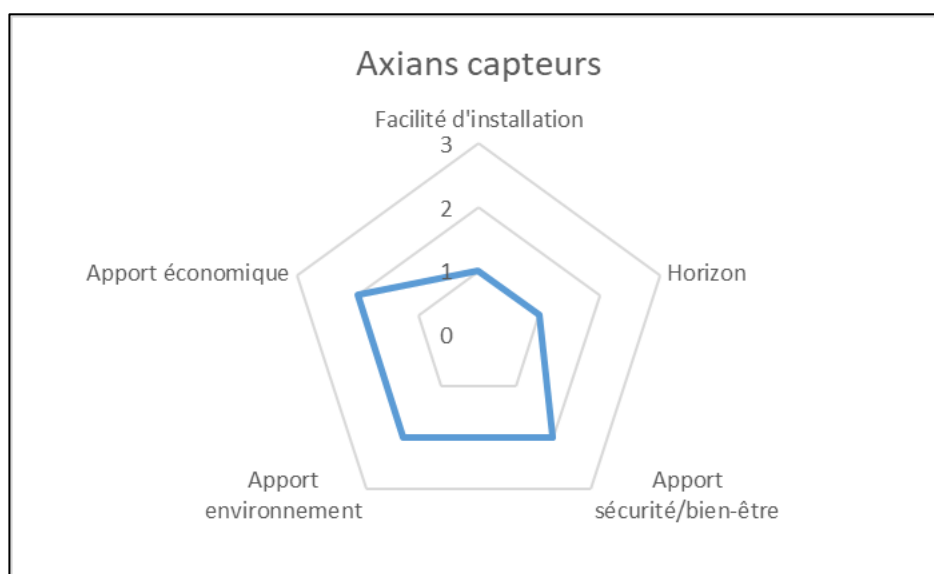 Axians capteurs
Facilité d'installation
3
2
1
0
Apport économique
Horizon
Apport
environnement
Apport
sécurité/bien-être